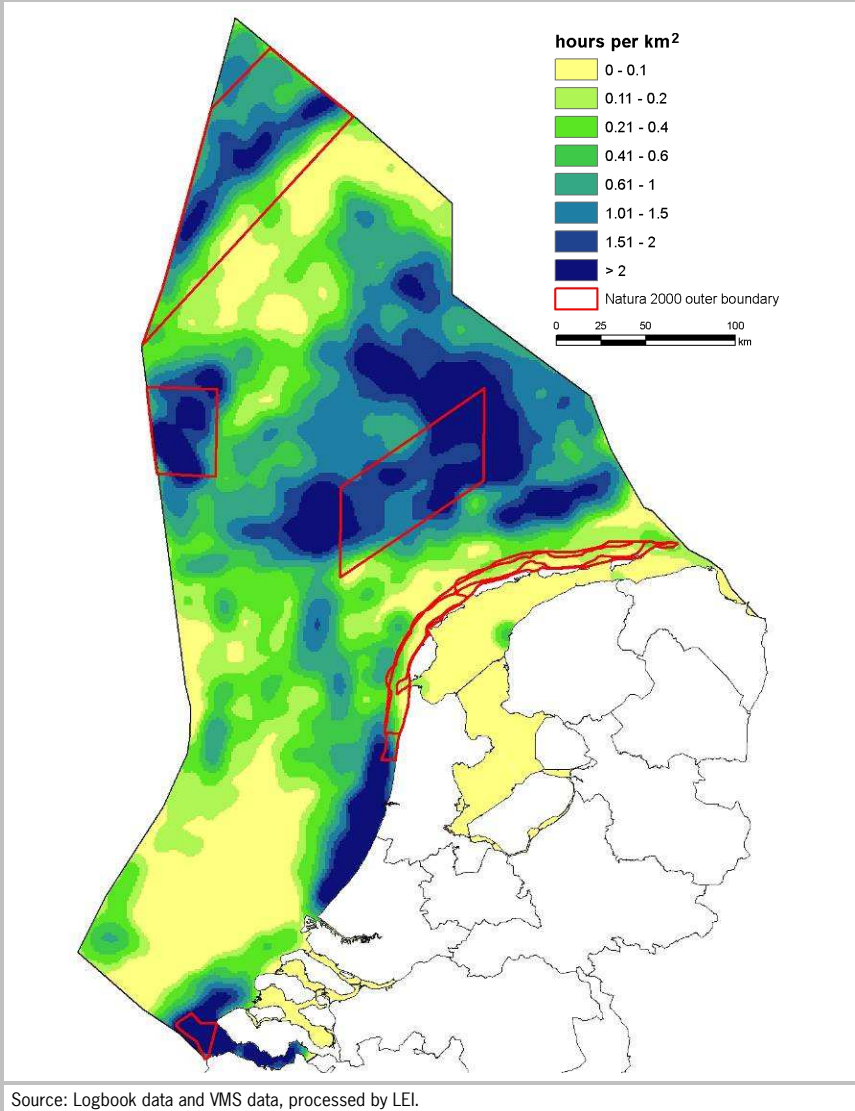 hours per km²
0 - 0.1
0.11 - 0.2
0.21 - 0.4
0.41 - 0.6
0.61 - 1
1.01 - 1.5
1.51 - 2
> 2
Natura 2000 outer boundary
0 25 50 100
km
Source: Logbook data and VMS data, processed by LEI.